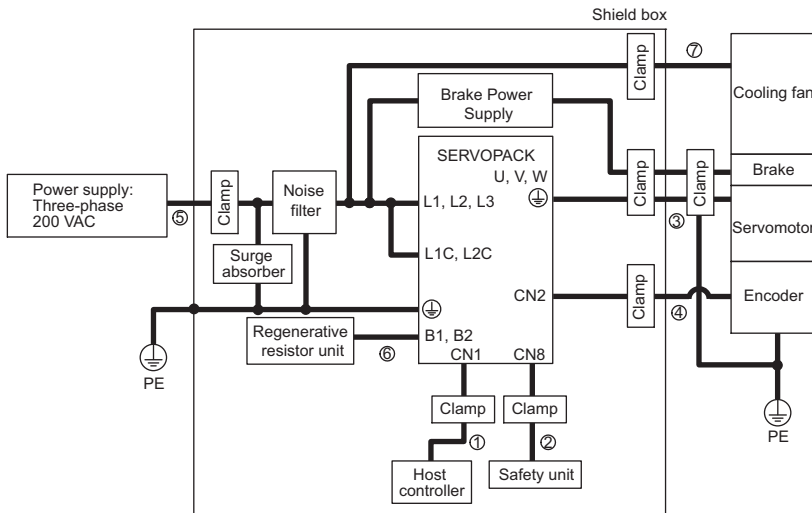 Shield box
Clamp
⑦
Cooling fan
Brake Power
Supply
SERVOPACK
U, V, W
Clamp
Clamp
Brake
Power supply:
Three-phase
200 VAC
⑤
Clamp
Noise
filter
L1, L2, L3
③
Servomotor
Surge
absorber
L1C, L2C
CN2
Clamp
④
Encoder
PE
Regenerative
resistor unit
⑥
B1, B2
CN1
CN8
Clamp
Clamp
PE
①
②
Host
controller
Safety unit